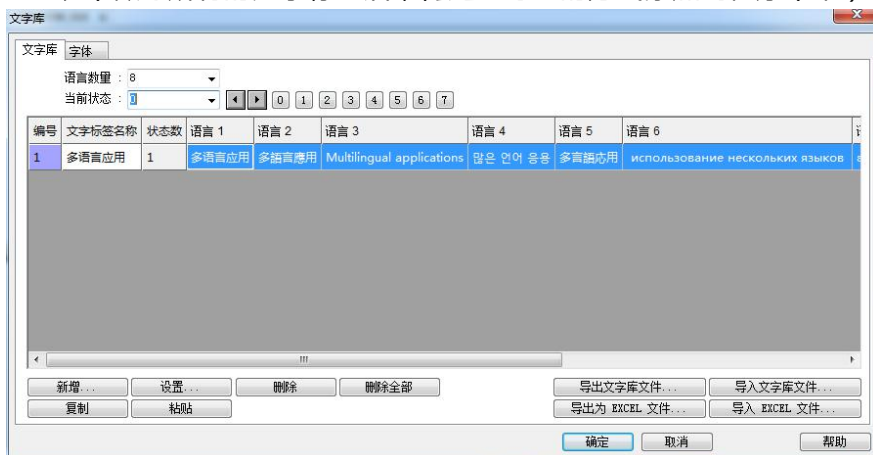 文字库
文字库 字体
语言数量 : 8
当前状态 : 0 0 1 2 3 4 5 6 7
编号 文字标签名称 状态数 语言 1 语言 2 语言 3 语言 4 语言 5 语言 6
1 多语言应用 1 多语言应用 多語言應用 Multilingual applications 많은 언어 응용 多言語応用 использование нескольких языков
新增... 设置... 删除 删除全部 导出文字库文件... 导入文字库文件...
复制 粘贴 导出为 EXCEL 文件... 导入 EXCEL 文件...
确定 取消 帮助